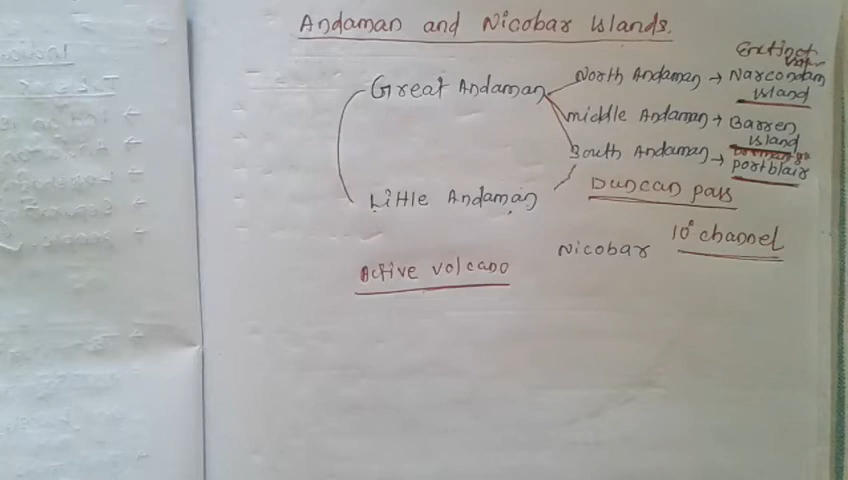 Andaman and Nicobar Islands.
Extinct
Great Andaman North Andaman → Narcondam
Island
middle Andaman → Barren
Island
South Andaman → Portblair
Little Andaman Duncan pass
Nicobar 10° channel
Active volcano